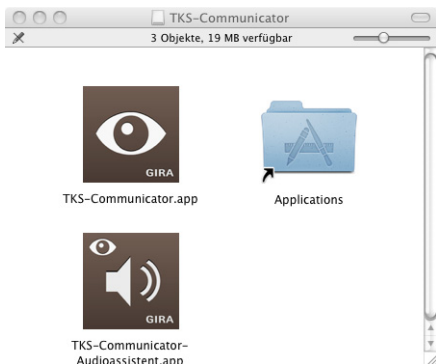 TKS-Communicator
3 Objekte, 19 MB verfügbar
GIRA
TKS-Communicator.app
Applications
GIRA
TKS-Communicator-
Audioassistent.app